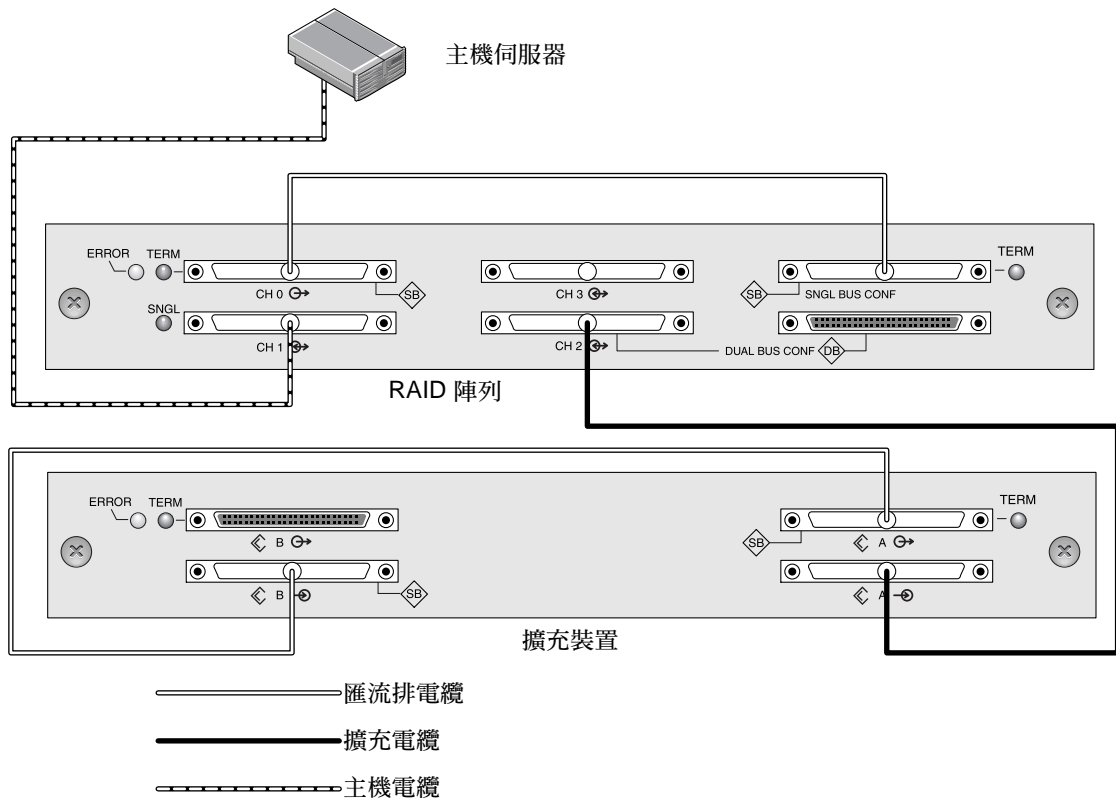 主機伺服器
ERROR TERM
CH 0
SB
CH 3
SB
SNGL BUS CONF
TERM
SNGL
CH 1
CH 2
DUAL BUS CONF
DB
RAID 陣列
ERROR TERM
B
SB
A
TERM
B
SB
A
擴充裝置
匯流排電纜
擴充電纜
主機電纜